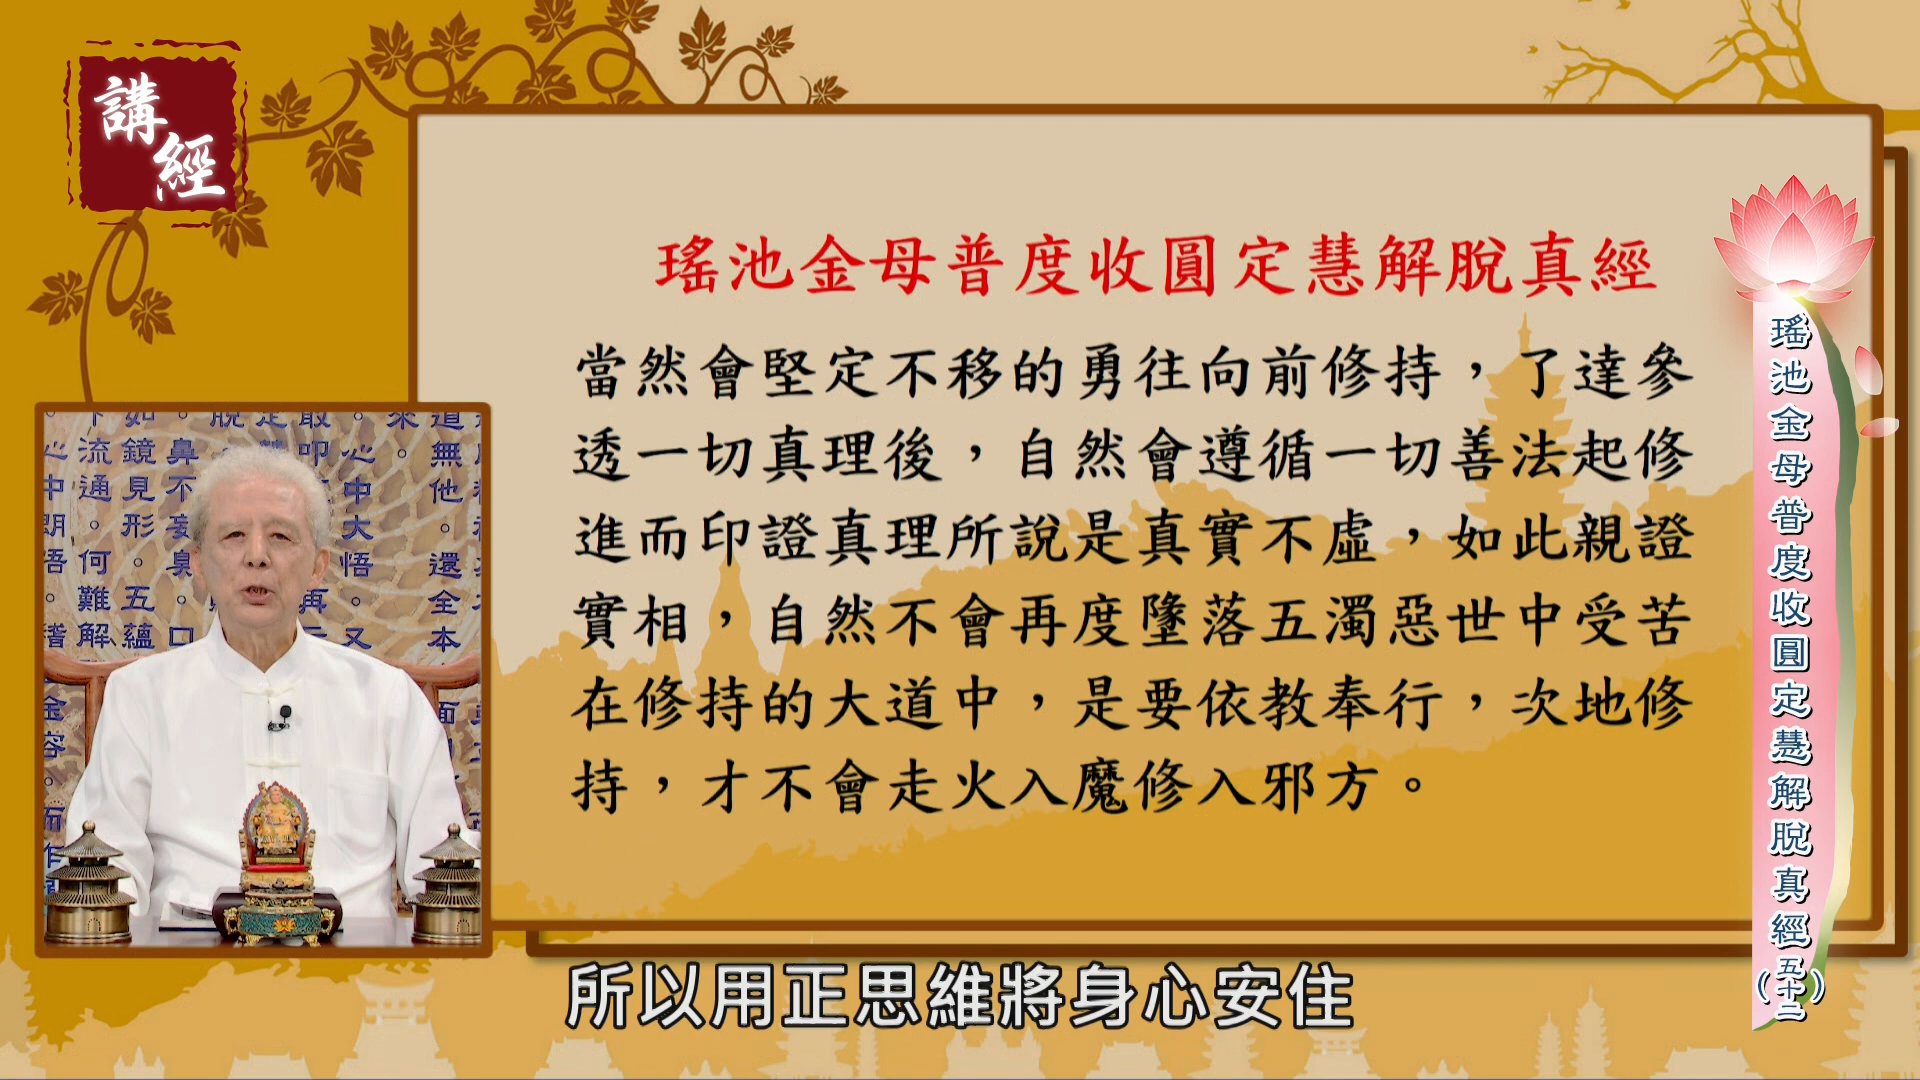 講經
瑤池金母普度收圓定慧解脫真經
當然會堅定不移的勇往向前修持，了達參
透一切真理後，自然會遵循一切善法起修
進而印證真理所說是真實不虛，如此親證
實相，自然不會再度墜落五濁惡世中受苦
在修持的大道中，是要依教奉行，次地修
持，才不會走火入魔修入邪方。
瑤池金母普度收圓定慧解脫真經（五十二）
所以用正思維將身心安住